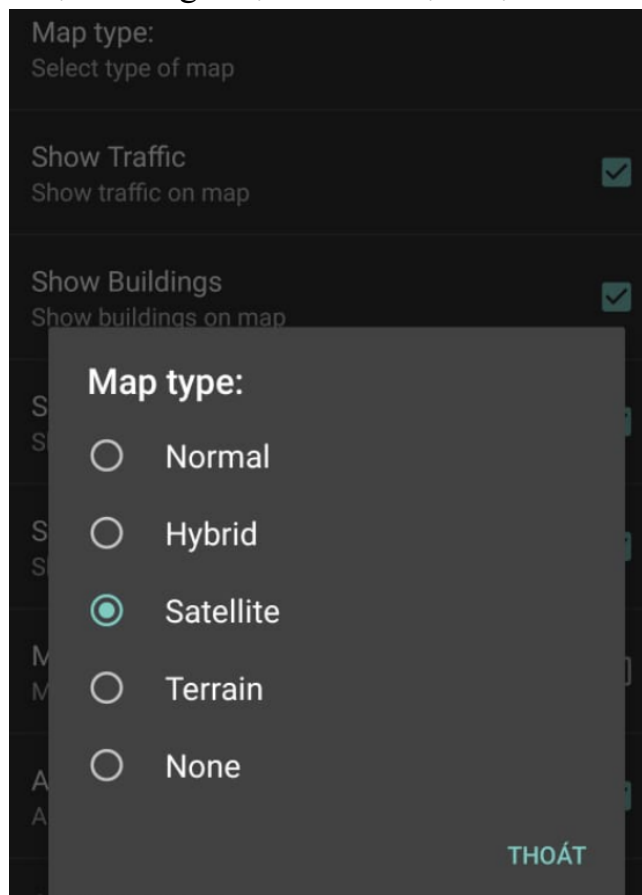 Map type:
Select type of map
Show Traffic
Show traffic on map
Show Buildings
Show buildings on map
Map type:
Normal
Hybrid
Satellite
Terrain
None
THOÁT